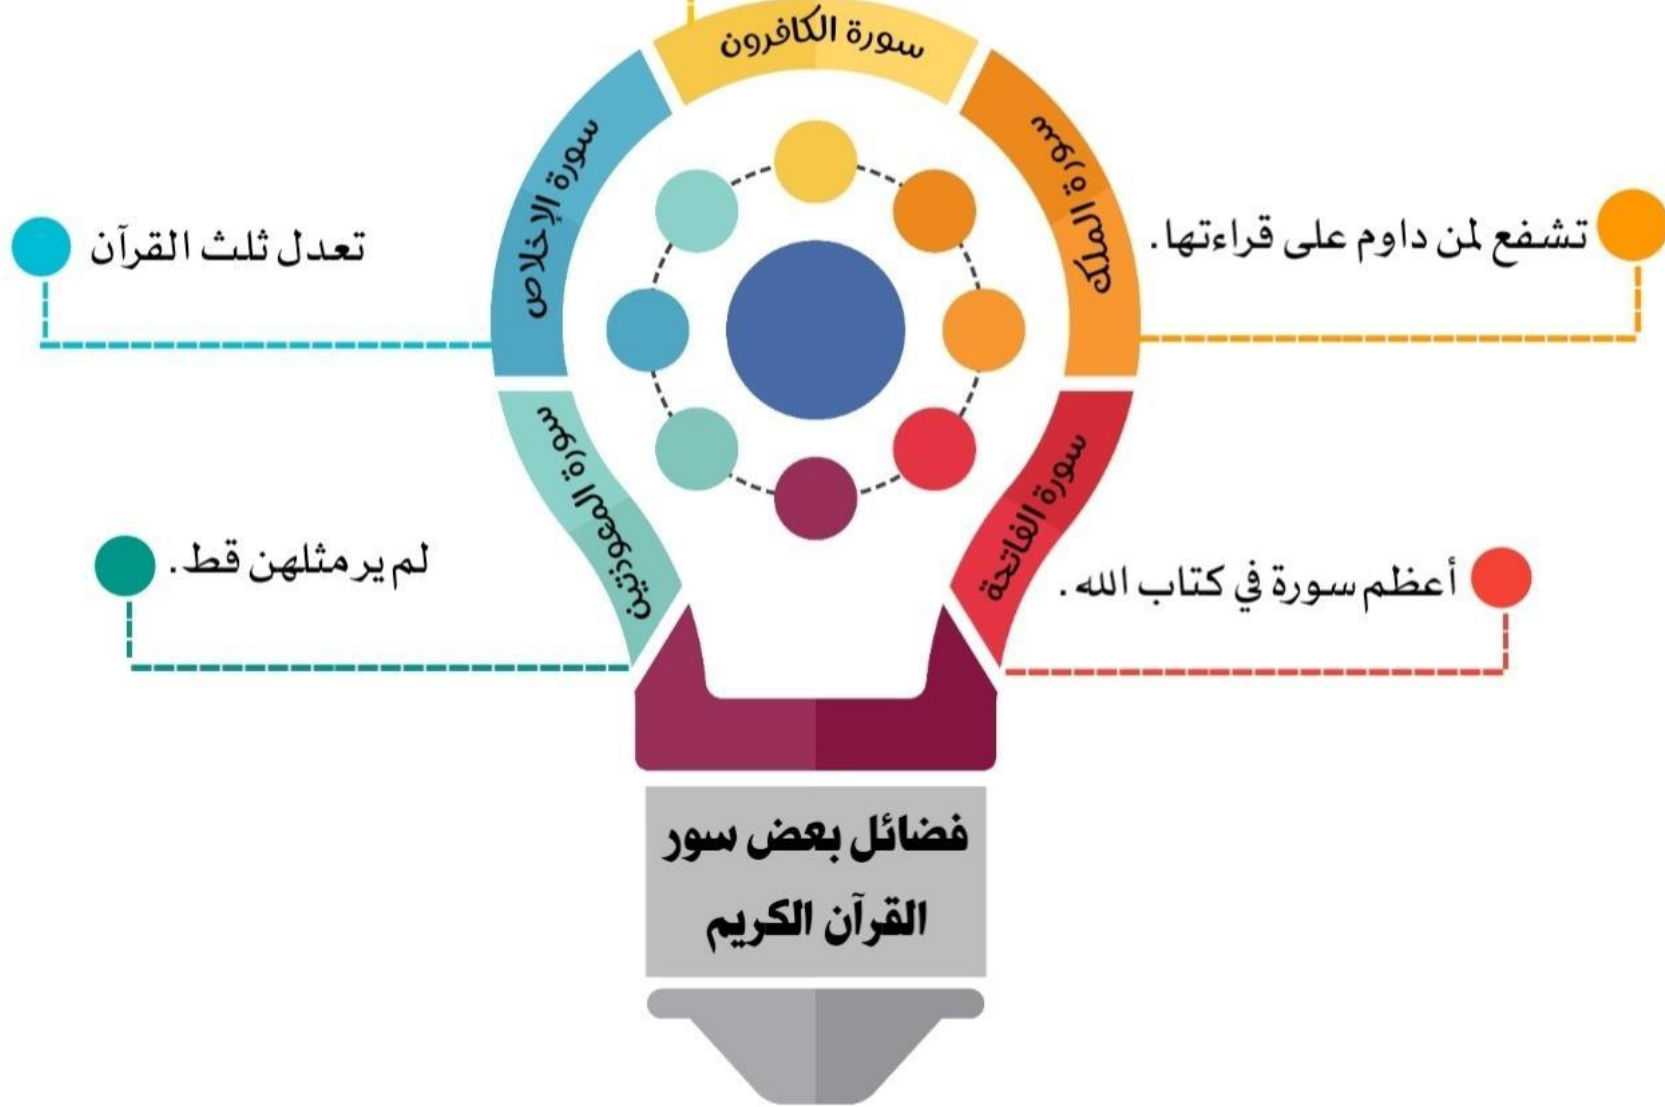 سورة الكافرون
سورة الملك
تشفع لمن داوم على قراءتها.
سورة الإخلاص
تعدل ثلث القرآن
سورة الفاتحة
أعظم سورة في كتاب الله.
سورة المعوذتين
لم ير مثلهن قط.
فضائل بعض سور
القرآن الكريم